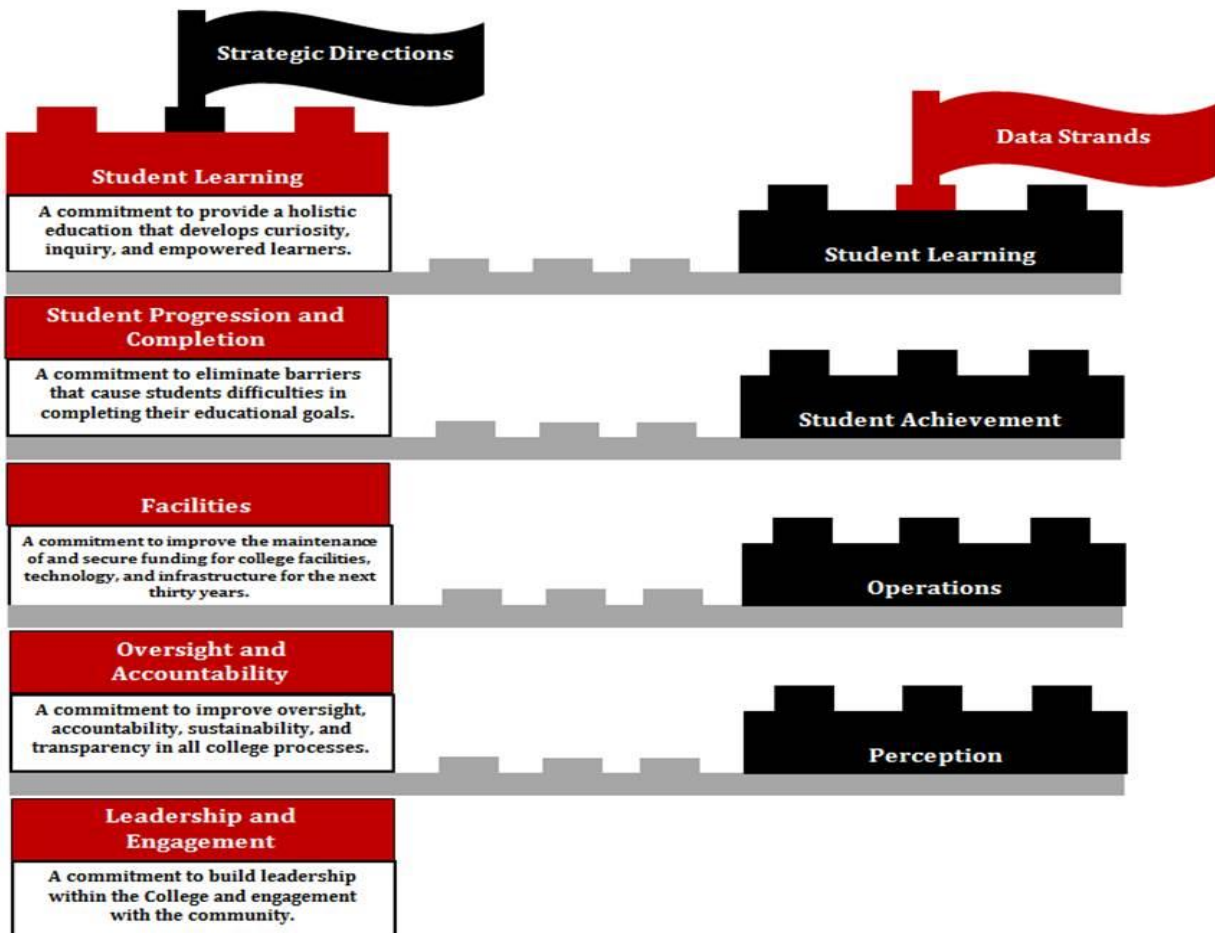 Strategic Directions
Data Strands
Student Learning
A commitment to provide a holistic
education that develops curiosity,
inquiry, and empowered learners.
Student Learning
Student Progression and
Completion
A commitment to eliminate barriers
that cause students difficulties in
completing their educational goals.
Student Achievement
Facilities
A commitment to improve the maintenance
of and secure funding for college facilities,
technology, and infrastructure for the next
thirty years.
Operations
Oversight and
Accountability
A commitment to improve oversight,
accountability, sustainability, and
transparency in all college processes.
Perception
Leadership and
Engagement
A commitment to build leadership
within the College and engagement
with the community.